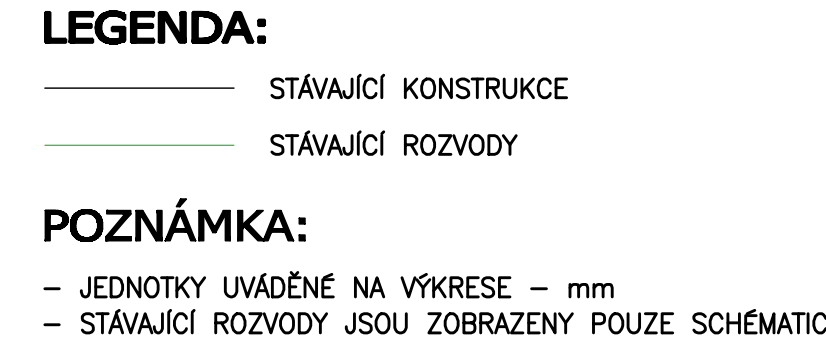 LEGENDA:
STÁVAJÍCÍ KONSTRUKCE
STÁVAJÍCÍ ROZVODY
POZNÁMKA:
– JEDNOTKY UVÁDĚNÉ NA VÝKRESE – mm
– STÁVAJÍCÍ ROZVODY JSOU ZOBRAZENY POUZE SCHÉMATIC